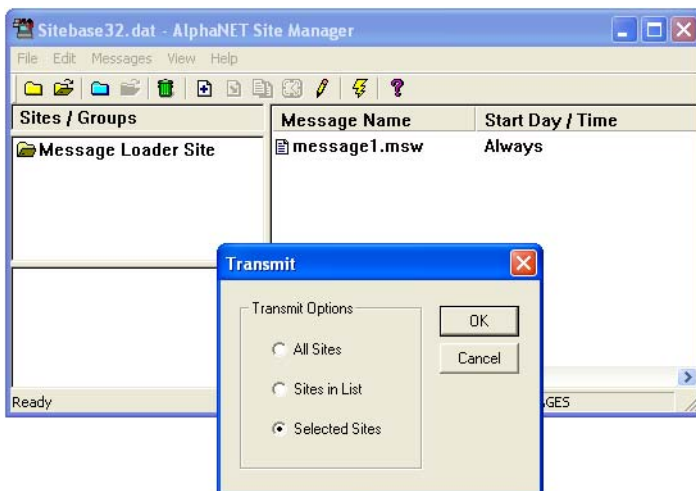 Sitebase32.dat - AlphaNET Site Manager
File Edit Messages View Help
Sites / Groups
Message Name Start Day / Time
Message Loader Site
message1.msw Always
Transmit
Transmit Options
OK
All Sites
Cancel
Sites in List
Ready
Selected Sites